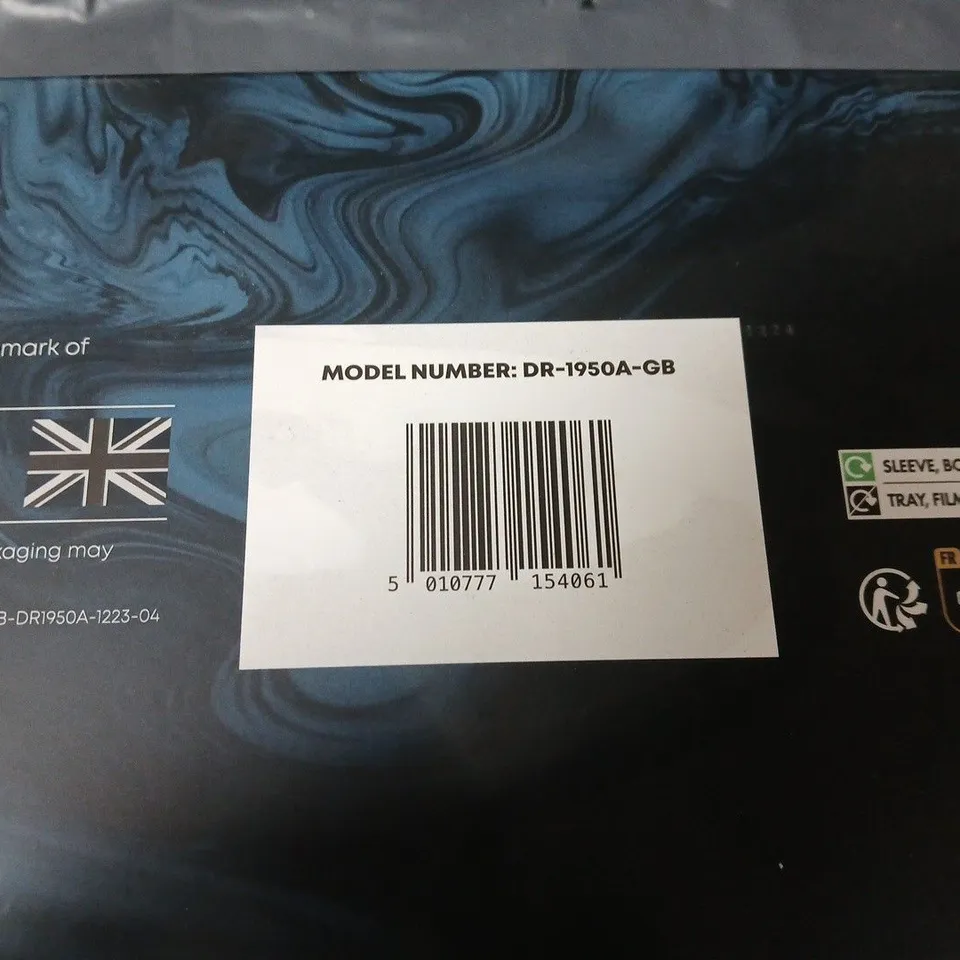 mark of
MODEL NUMBER: DR-1950A-GB
5 010777 154061
aging may
-DR1950A-1223-04
SLEEVE, BO
TRAY, FILM
FR